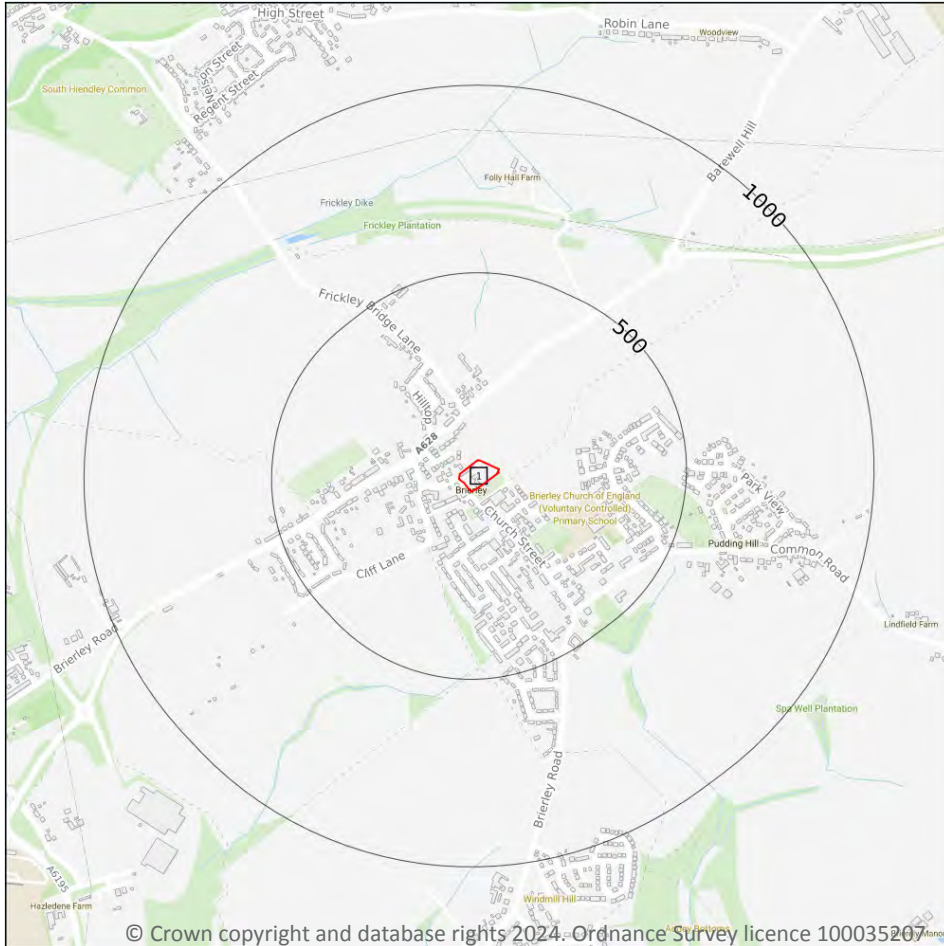 High Street
Robin Lane
Woodview
Nelson Street
Regent Street
South Hiendley Common
Barewell Hill
1000
Folly Hall Farm
Frickley Dike
Frickley Plantation
Frickley Bridge Lane
500
Hilltop
A628
1
Brierley
Brierley Church of England
(Voluntary Controlled)
Primary School
Park View
Church Street
Pudding Hill
Common Road
Cliff Lane
Lindfield Farm
Brierley Road
Spa Well Plantation
Brierley Road
A6195
Windmill Hill
Hazledene Farm
© Crown copyright and database rights 2024. Ordnance Survey licence 100035207.